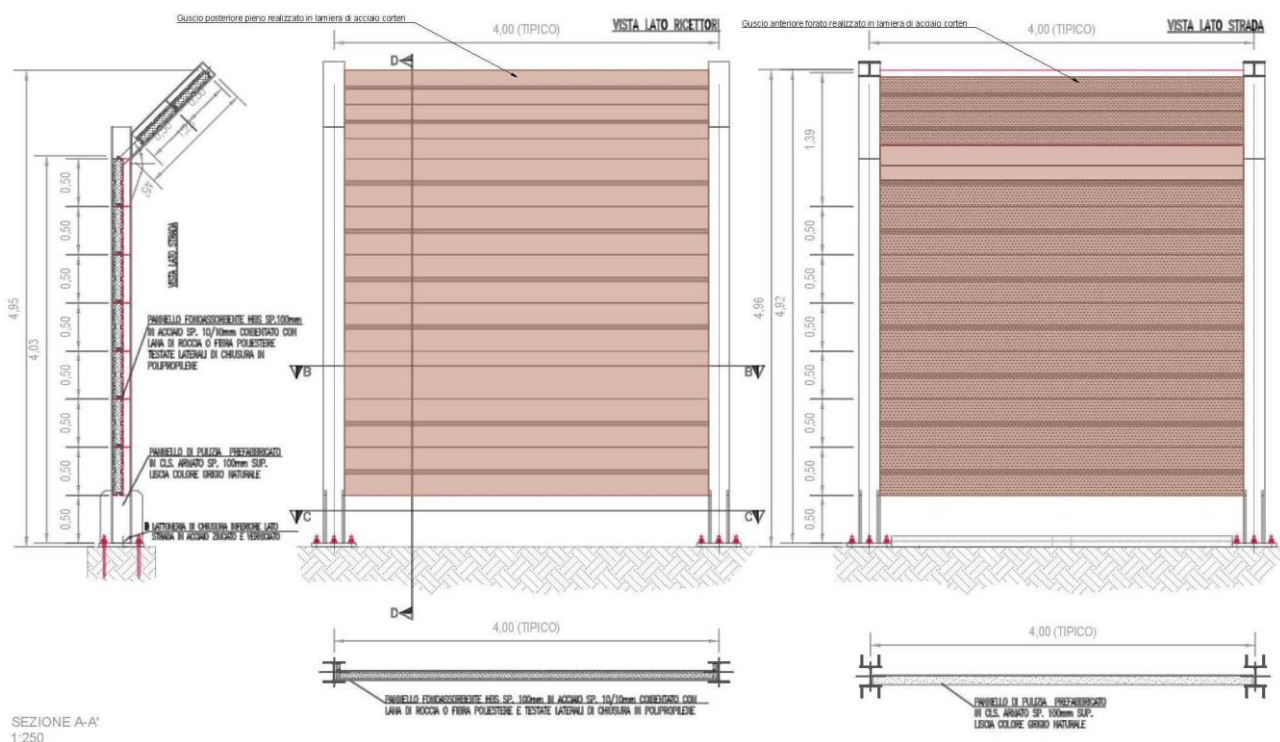 Guscio posteriore pieno realizzato in lamiera di acciaio corten
4,00 (TIPICO)
VISTA LATO RICETTORI
Guscio anteriore forato realizzato in lamiera di acciaio corten
4,00 (TIPICO)
VISTA LATO STRADA
D
0,50
0,50
45°
4,95
4,03
0,50
0,50
0,50
0,50
0,50
0,50
0,50
0,50
VISTA LATO STRADA
PANNELLO FONOASSORBENTE HBS SP.100mm
IN ACCIAIO SP. 10/10mm COIBENTATO CON
LANA DI ROCCIA O FIBRA POLIESTERE
TESTATE LATERALI DI CHIUSURA IN
POLIPROPILENE
PANNELLO DI PULIZIA PREFABBRICATO
IN CLS. ARMATO SP. 100mm SUP.
LISCIA COLORE GRIGIO NATURALE
LATTONERIA DI CHIUSURA INFERIORE LATO
STRADA IN ACCIAIO ZINCATO E VERNICIATO
B
B
C
C
D
4,96
4,92
1,39
0,50
0,50
0,50
0,50
0,50
0,50
0,50
4,00 (TIPICO)
PANNELLO FONOASSORBENTE HBS SP. 100mm IN ACCIAIO SP. 10/10mm COIBENTATO CON
LANA DI ROCCIA O FIBRA POLIESTERE E TESTATE LATERALI DI CHIUSURA IN POLIPROPILENE
4,00 (TIPICO)
PANNELLO DI PULIZIA PREFABBRICATO
IN CLS. ARMATO SP. 100mm SUP.
LISCIA COLORE GRIGIO NATURALE
SEZIONE A-A'
1:250